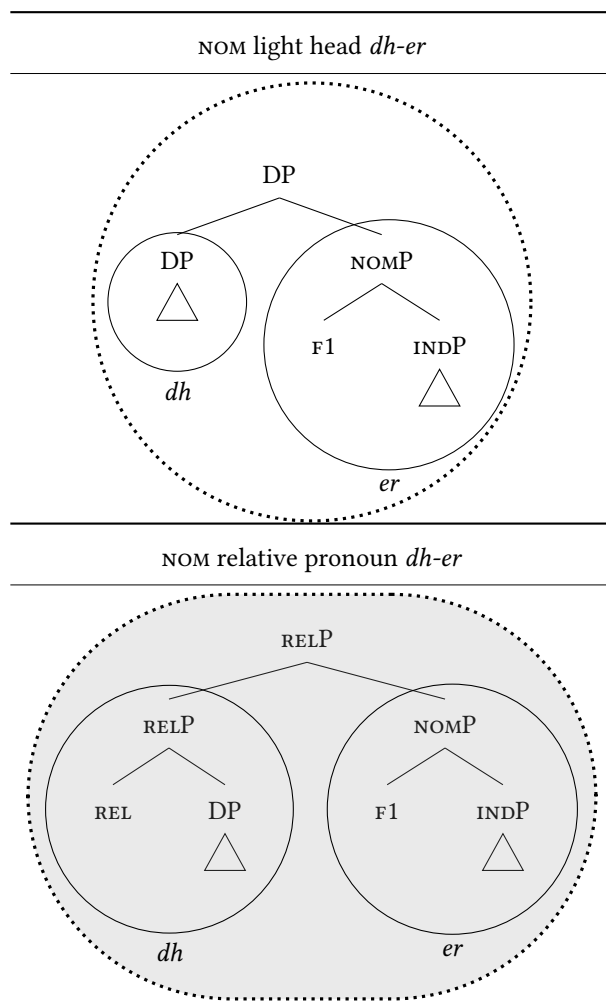 NOM light head dh-er
DP
DP NOMP
F1 INDP
dh
er
NOM relative pronoun dh-er
RELP
RELP NOMP
REL DP F1 INDP
dh er